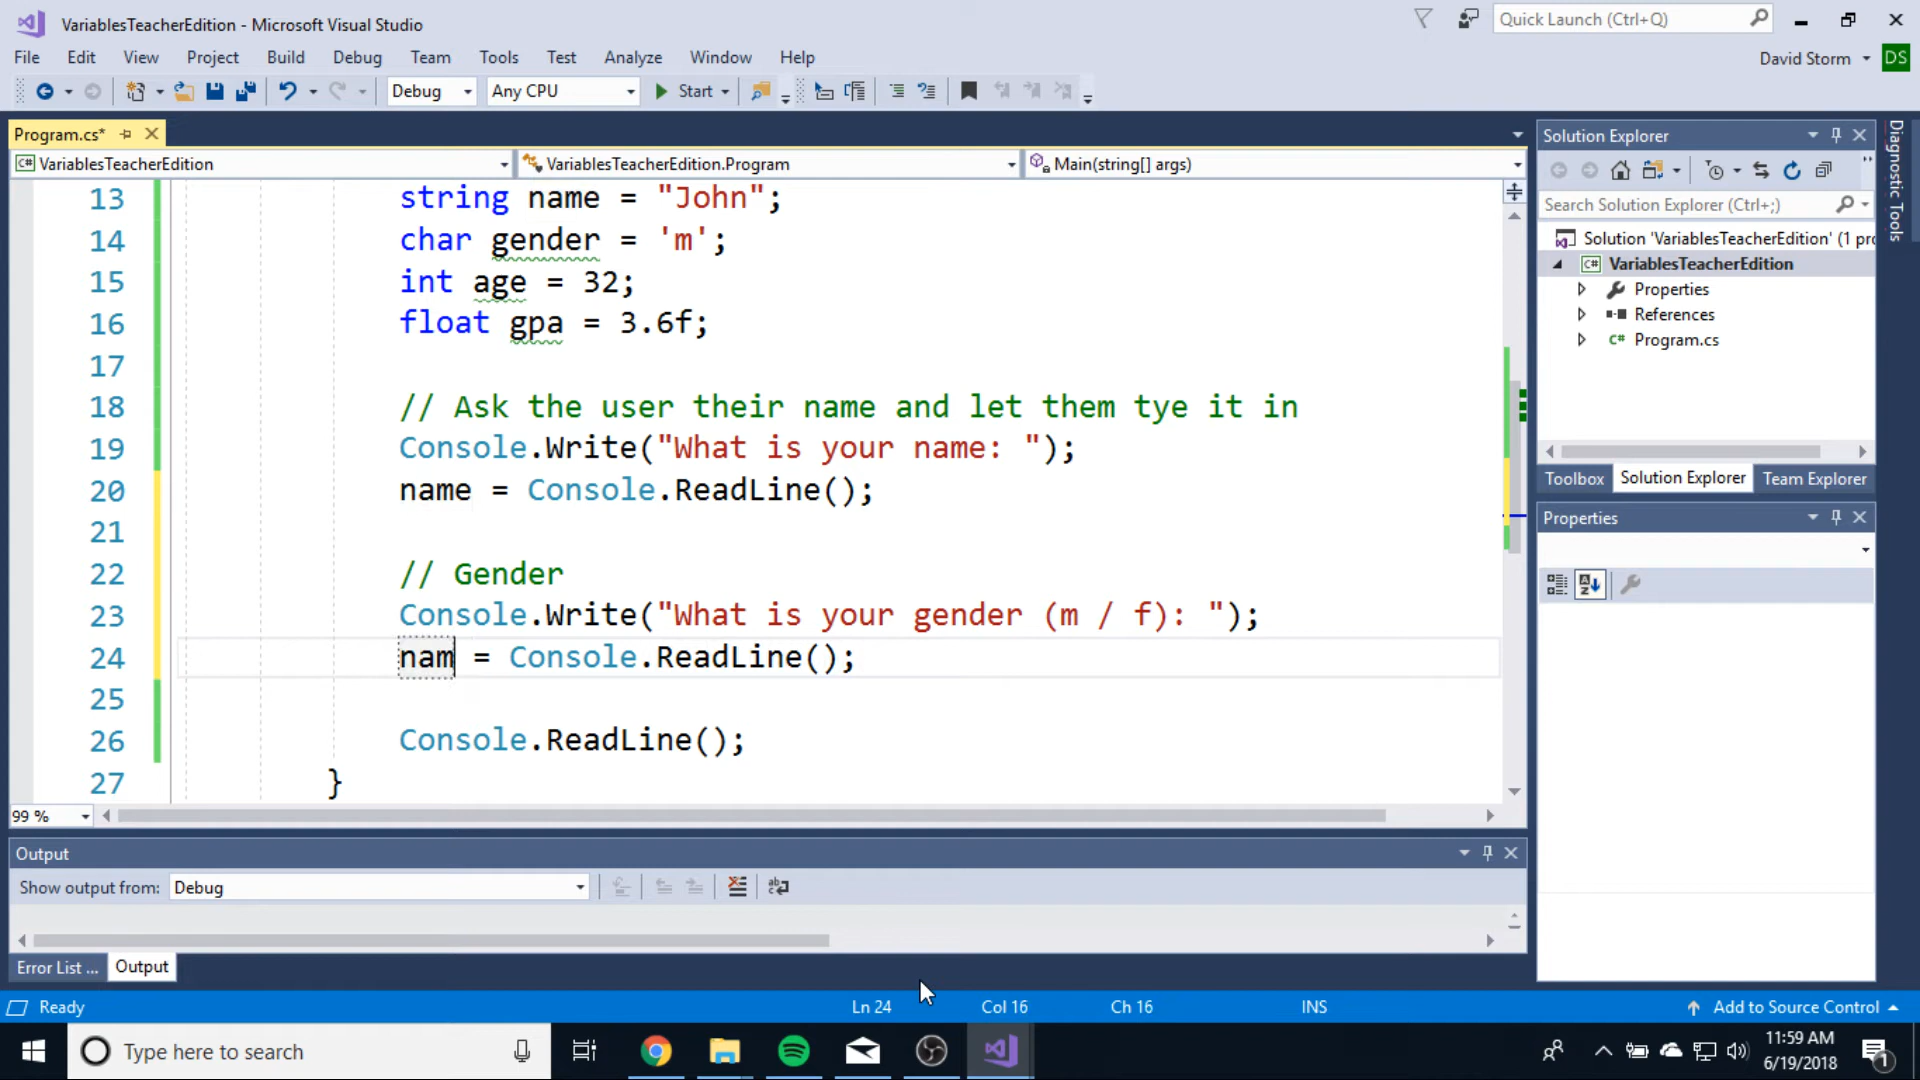 VariablesTeacherEdition - Microsoft Visual Studio
Quick Launch (Ctrl+Q)
File Edit View Project Build Debug Team Tools Test Analyze Window Help
David Storm DS
Debug Any CPU Start
Program.cs*
VariablesTeacherEdition VariablesTeacherEdition.Program Main(string[] args)
13 string name = "John";
14 char gender = 'm';
15 int age = 32;
16 float gpa = 3.6f;
17
18 // Ask the user their name and let them tye it in
19 Console.Write("What is your name: ");
20 name = Console.ReadLine();
21
22 // Gender
23 Console.Write("What is your gender (m / f): ");
24 nam = Console.ReadLine();
25
26 Console.ReadLine();
27 }
99 %
Output
Show output from: Debug
Error List ... Output
Solution Explorer
Search Solution Explorer (Ctrl+;)
Solution 'VariablesTeacherEdition' (1 pro
C# VariablesTeacherEdition
Properties
References
C# Program.cs
Toolbox Solution Explorer Team Explorer
Properties
Diagnostic Tools
Ready Ln 24 Col 16 Ch 16 INS Add to Source Control
Type here to search
11:59 AM
6/19/2018
1